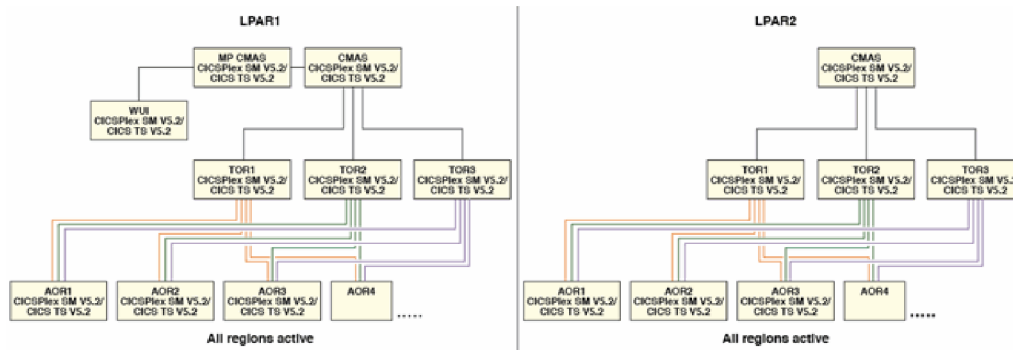 LPAR1
LPAR2
MP CMAS
CICSPlex SM V5.2/
CICS TS V5.2
CMAS
CICSPlex SM V5.2/
CICS TS V5.2
WUI
CICSPlex SM V5.2/
CICS TS V5.2
TOR1
CICSPlex SM V5.2/
CICS TS V5.2
TOR2
CICSPlex SM V5.2/
CICS TS V5.2
TOR3
CICSPlex SM V5.2/
CICS TS V5.2
AOR1
CICSPlex SM V5.2/
CICS TS V5.2
AOR2
CICSPlex SM V5.2/
CICS TS V5.2
AOR3
CICSPlex SM V5.2/
CICS TS V5.2
AOR4
.....
All regions active
CMAS
CICSPlex SM V5.2/
CICS TS V5.2
TOR1
CICSPlex SM V5.2/
CICS TS V5.2
TOR2
CICSPlex SM V5.2/
CICS TS V5.2
TOR3
CICSPlex SM V5.2/
CICS TS V5.2
AOR1
CICSPlex SM V5.2/
CICS TS V5.2
AOR2
CICSPlex SM V5.2/
CICS TS V5.2
AOR3
CICSPlex SM V5.2/
CICS TS V5.2
AOR4
.....
All regions active